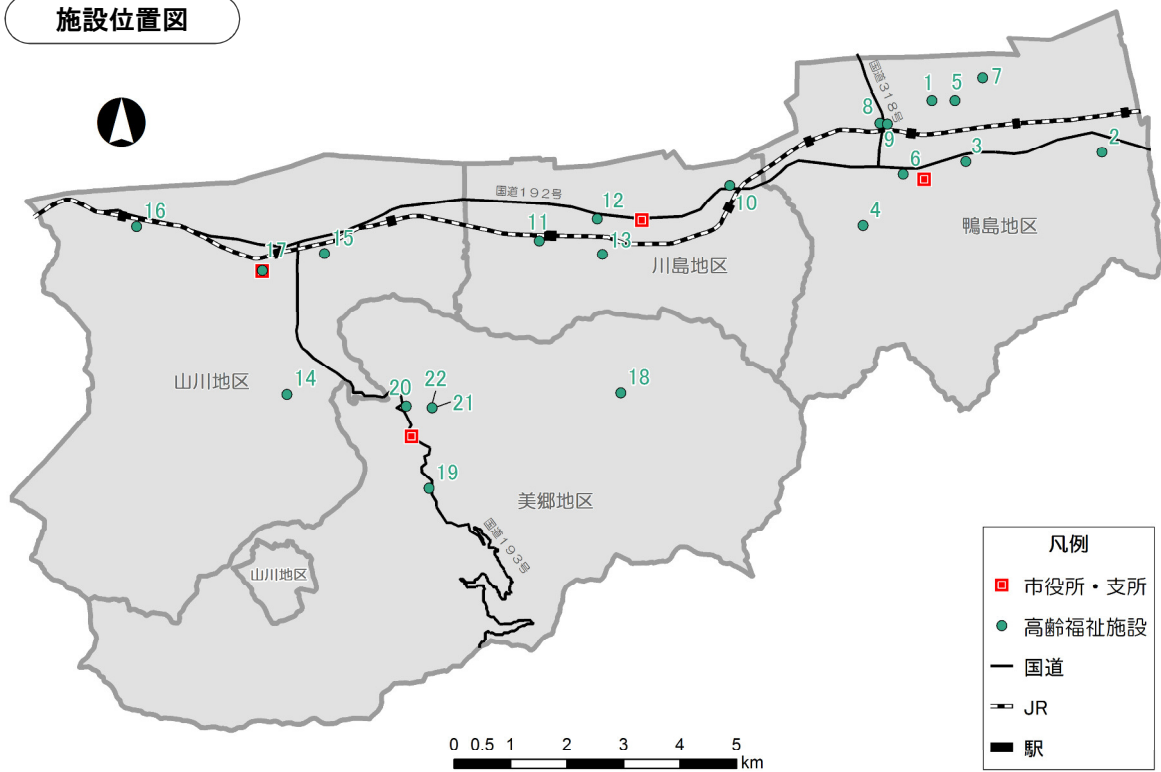 施設位置図
国道318号
7
1
5
8
9
2
3
6
4
鴨島地区
国道192号
12
10
11
13
川島地区
16
17
15
山川地区
14
20
22
21
18
19
美郷地区
国道193号
山川地区
凡例
市役所・支所
高齢福祉施設
国道
JR
駅
0 0.5 1 2 3 4 5
km